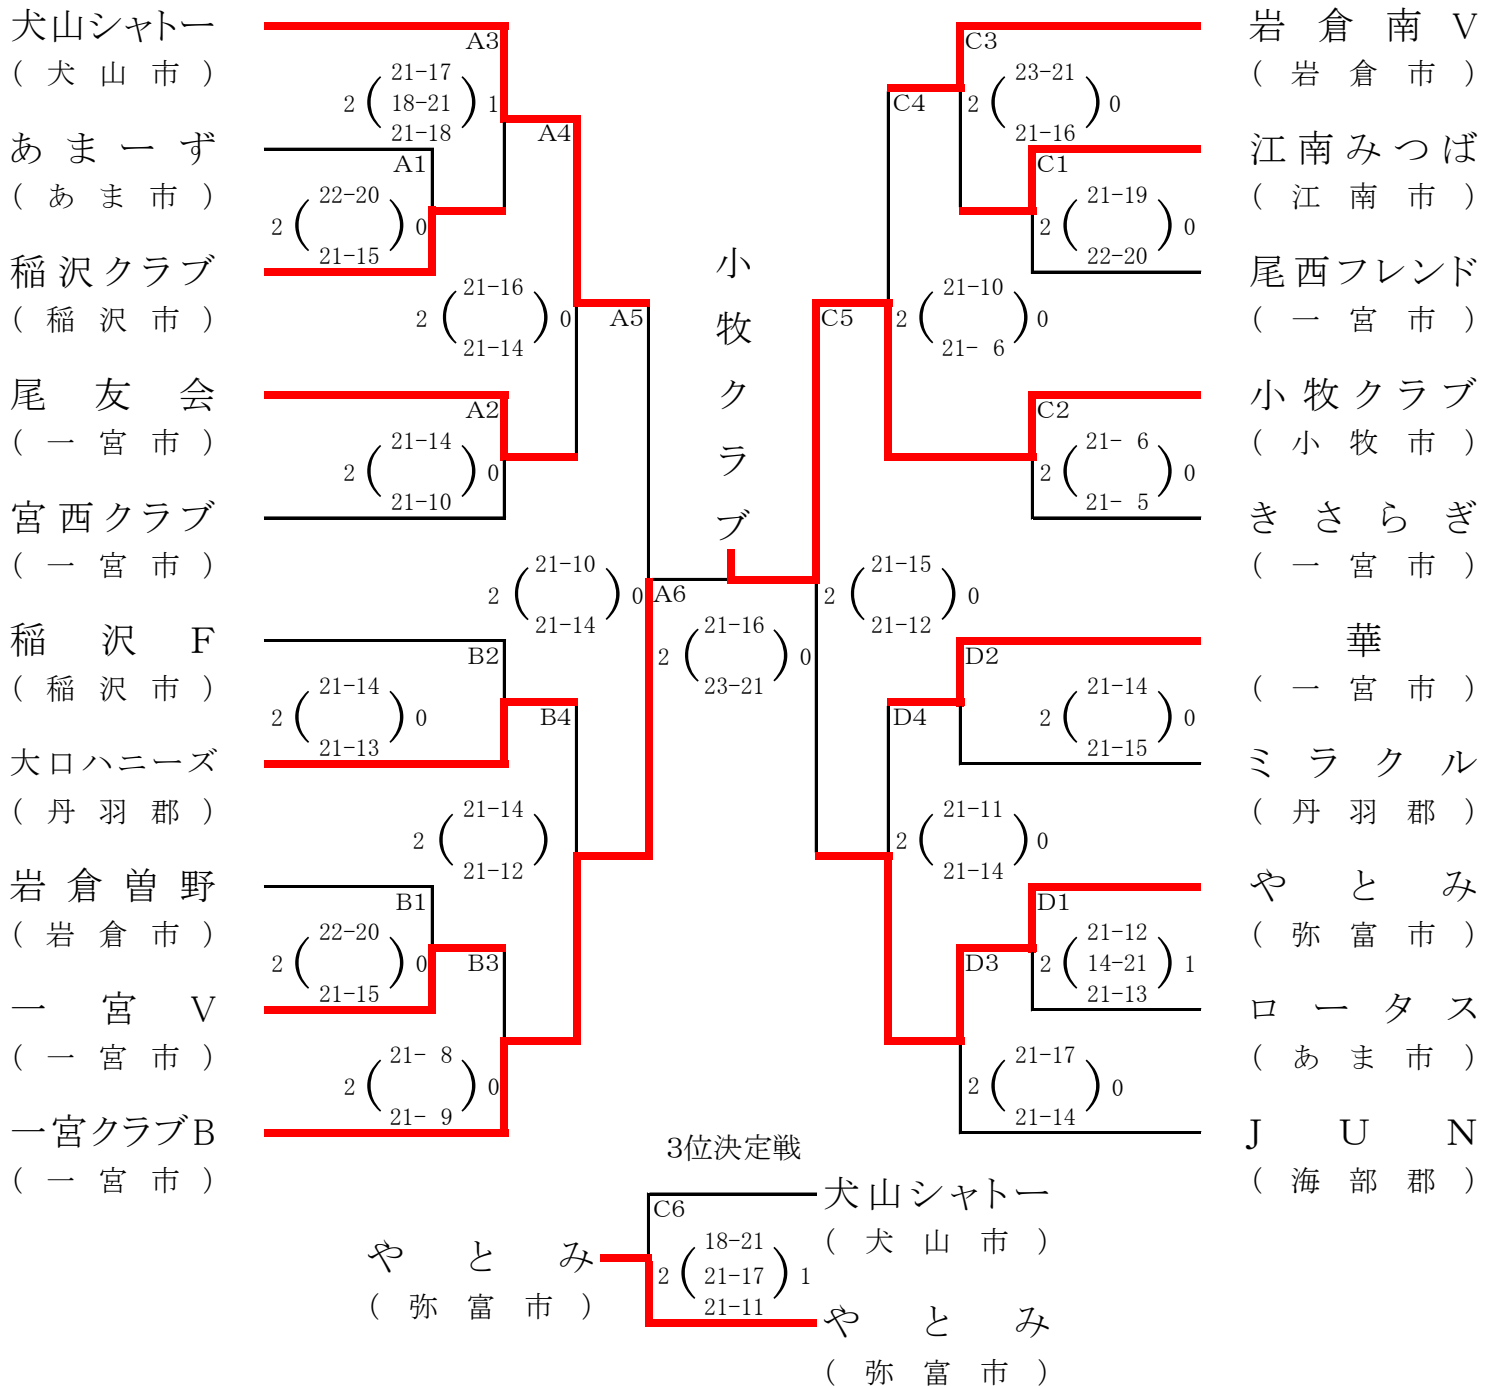 犬山シャトー
(犬山市)
あまーず
(あま市)
稲沢クラブ
(稲沢市)
尾友会
(一宮市)
宮西クラブ
(一宮市)
稲沢F
(稲沢市)
大口ハニーズ
(丹羽郡)
岩倉曽野
(岩倉市)
一宮V
(一宮市)
一宮クラブB
(一宮市)
A3
21-17
2 ( 18-21 ) 1
21-18
A4
A1
22-20
2 ( ) 0
21-15
21-16
2 ( ) 0
21-14
A5
A2
21-14
2 ( ) 0
21-10
21-10
2 ( ) 0
21-14
A6
B2
21-14
2 ( ) 0
21-13
B4
21-14
2 ( )
21-12
B1
22-20
2 ( ) 0
21-15
B3
21- 8
2 ( ) 0
21- 9
小牧クラブ
21-16
2 ( ) 0
23-21
C3
23-21
2 ( ) 0
21-16
C4
C1
21-19
2 ( ) 0
22-20
C5
21-10
2 ( ) 0
21- 6
C2
21- 6
2 ( ) 0
21- 5
21-15
2 ( ) 0
21-12
D2
21-14
2 ( ) 0
21-15
D4
21-11
2 ( ) 0
21-14
D1
21-12
2 ( 14-21 ) 1
21-13
D3
21-17
2 ( ) 0
21-14
岩倉南V
(岩倉市)
江南みつば
(江南市)
尾西フレンド
(一宮市)
小牧クラブ
(小牧市)
きさらぎ
(一宮市)
華
(一宮市)
ミラクル
(丹羽郡)
やとみ
(弥富市)
ロータス
(あま市)
JUN
(海部郡)
3位決定戦
犬山シャトー
(犬山市)
C6
18-21
2 ( 21-17 ) 1
21-11
やとみ
(弥富市)
やとみ
(弥富市)